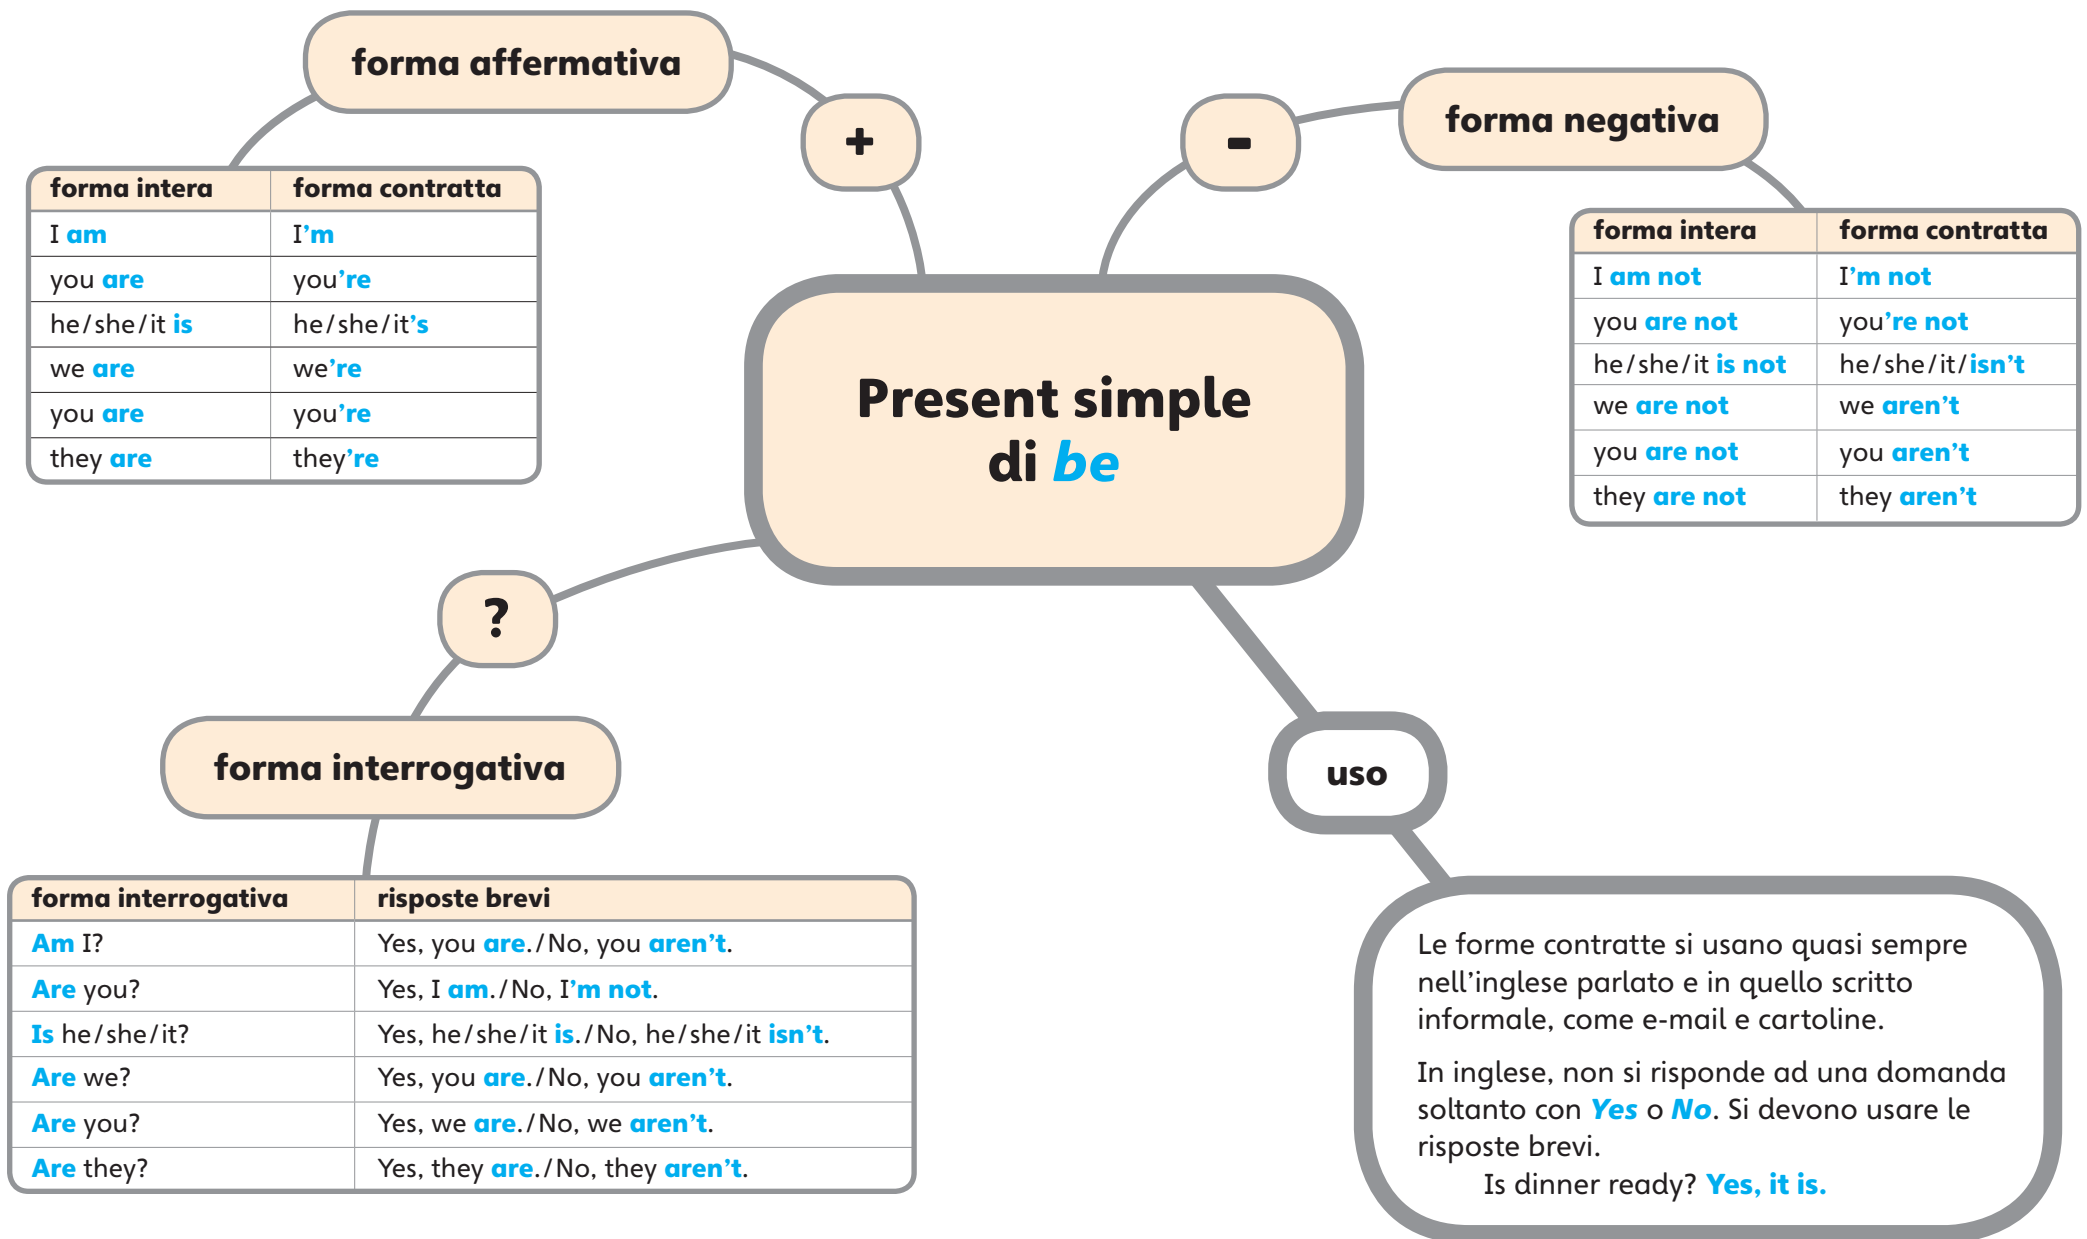 forma affermativa
+
forma intera forma contratta
I am I’m
you are you’re
he/she/it is he/she/it’s
we are we’re
you are you’re
they are they’re
-
forma negativa
forma intera forma contratta
I am not I’m not
you are not you’re not
he/she/it is not he/she/it/isn’t
we are not we aren’t
you are not you aren’t
they are not they aren’t
Present simple
di be
?
forma interrogativa
forma interrogativa risposte brevi
Am I? Yes, you are./No, you aren’t.
Are you? Yes, I am./No, I’m not.
Is he/she/it? Yes, he/she/it is./No, he/she/it isn’t.
Are we? Yes, you are./No, you aren’t.
Are you? Yes, we are./No, we aren’t.
Are they? Yes, they are./No, they aren’t.
uso
Le forme contratte si usano quasi sempre
nell’inglese parlato e in quello scritto
informale, come e-mail e cartoline.
In inglese, non si risponde ad una domanda
soltanto con Yes o No. Si devono usare le
risposte brevi.
Is dinner ready? Yes, it is.